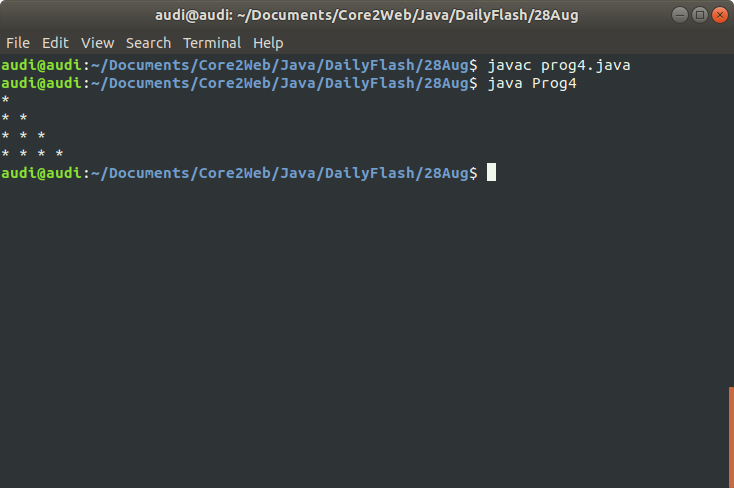 audi@audi: ~/Documents/Core2Web/Java/DailyFlash/28Aug
File Edit View Search Terminal Help
audi@audi:~/Documents/Core2Web/Java/DailyFlash/28Aug$ javac prog4.java
audi@audi:~/Documents/Core2Web/Java/DailyFlash/28Aug$ java Prog4
*
* *
* * *
* * * *
audi@audi:~/Documents/Core2Web/Java/DailyFlash/28Aug$